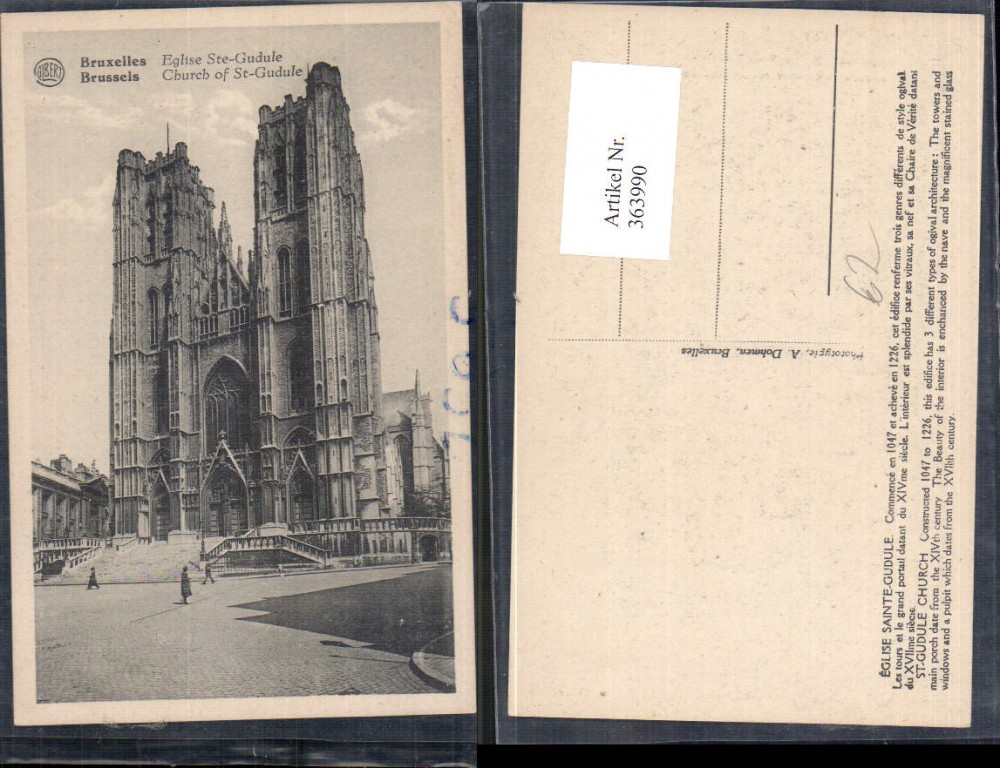 ALBERT
Bruxelles Eglise Ste-Gudule
Brussels Church of St-Gudule
Artikel Nr.
363990
62
Phototypie, A. Dohmen, Bruxelles
ÉGLISE SAINTE-GUDULE. Commencé en 1047 et achevé en 1226, cet édifice renferme trois genres différents de style ogival.
Les tours et le grand portail datant du XIVme siècle. L'intérieur est splendide par ses vitraux, sa nef et sa Chaire de Vérité datant
du XVIIme siècle.
ST-GUDULE CHURCH Constructed 1047 to 1226, this edifice has 3 different types of ogival architecture: The towers and
main porch date from the XIVth century. The Beauty of the interior is enchanced by the nave and the magnificent stained glass
windows and a pulpit which dates from the XVIIth century.